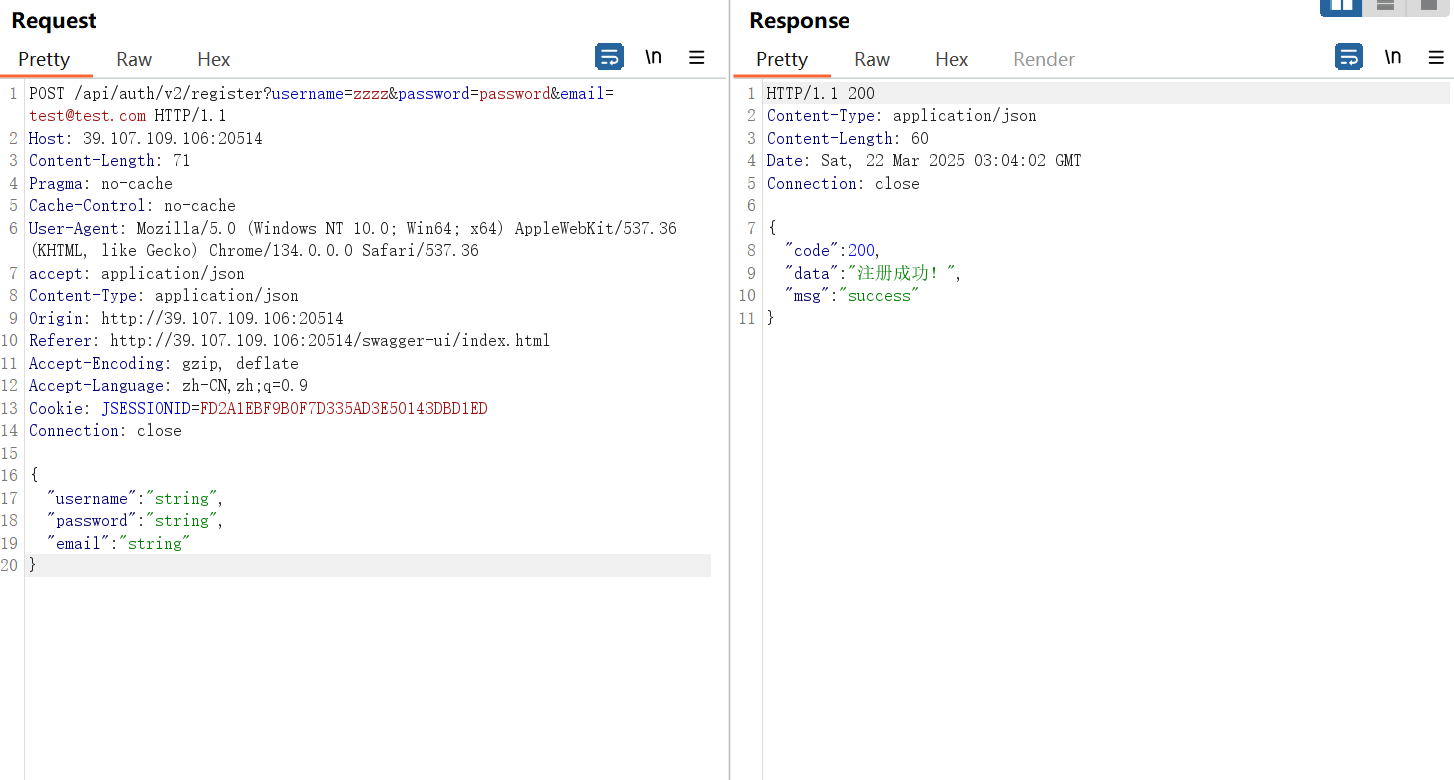 Request
Pretty Raw Hex \n
1 POST /api/auth/v2/register?username=zzzz&password=password&email=
test@test.com HTTP/1.1
2 Host: 39.107.109.106:20514
3 Content-Length: 71
4 Pragma: no-cache
5 Cache-Control: no-cache
6 User-Agent: Mozilla/5.0 (Windows NT 10.0; Win64; x64) AppleWebKit/537.36
(KHTML, like Gecko) Chrome/134.0.0.0 Safari/537.36
7 accept: application/json
8 Content-Type: application/json
9 Origin: http://39.107.109.106:20514
10 Referer: http://39.107.109.106:20514/swagger-ui/index.html
11 Accept-Encoding: gzip, deflate
12 Accept-Language: zh-CN,zh;q=0.9
13 Cookie: JSESSIONID=FD2A1EBF9B0F7D335AD3E50143DBD1ED
14 Connection: close
15
16 {
17 "username":"string",
18 "password":"string",
19 "email":"string"
20 }
Response
Pretty Raw Hex Render \n
1 HTTP/1.1 200
2 Content-Type: application/json
3 Content-Length: 60
4 Date: Sat, 22 Mar 2025 03:04:02 GMT
5 Connection: close
6
7 {
8 "code":200,
9 "data":"注册成功！",
10 "msg":"success"
11 }